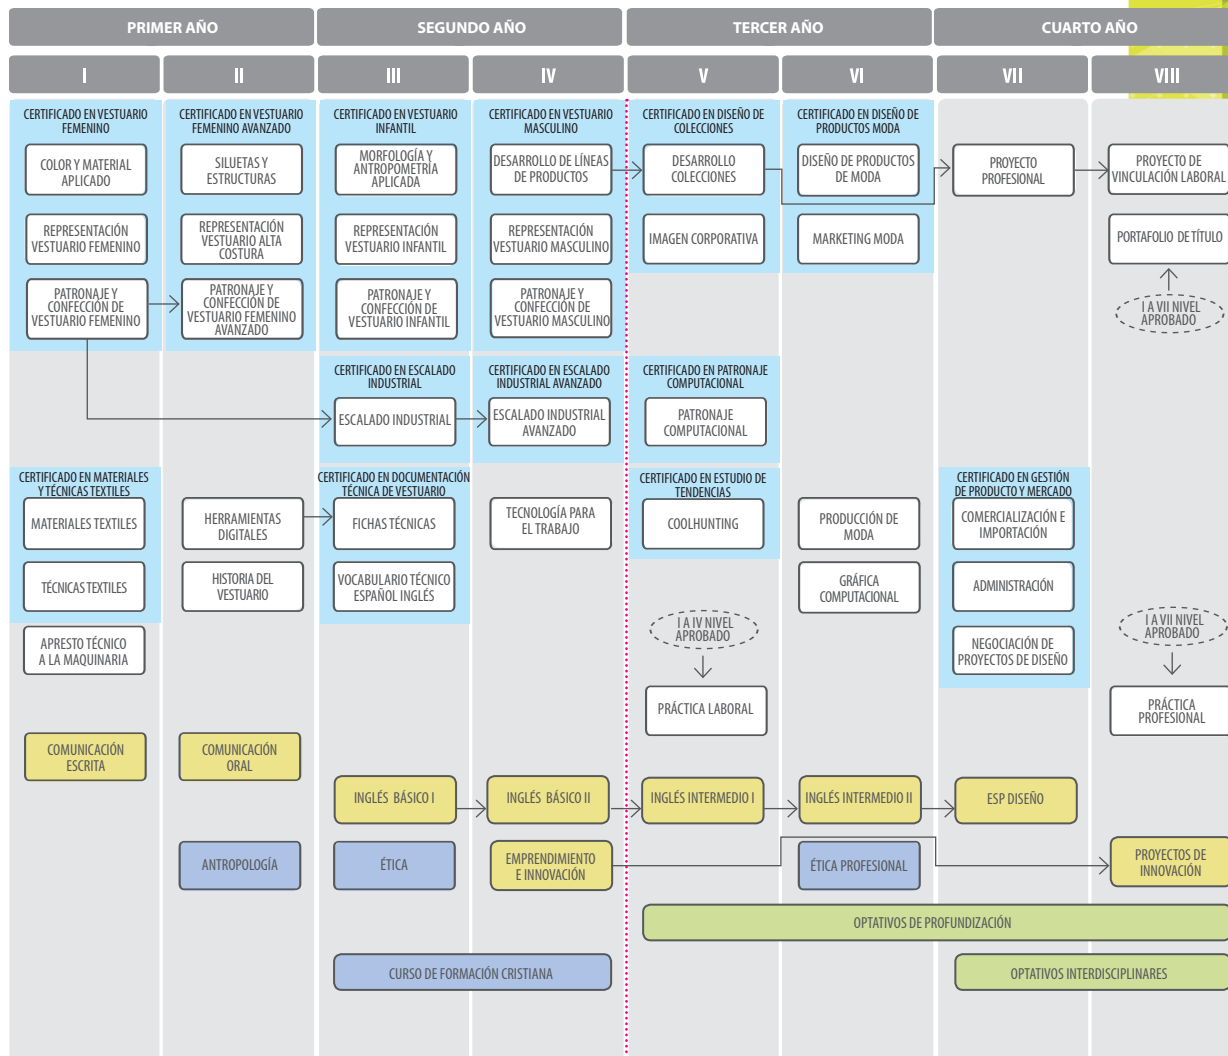 PRIMER AÑO
SEGUNDO AÑO
TERCER AÑO
CUARTO AÑO
I
II
III
IV
V
VI
VII
VIII
CERTIFICADO EN VESTUARIO
FEMENINO
COLOR Y MATERIAL
APLICADO
REPRESENTACIÓN
VESTUARIO FEMENINO
PATRONAJE Y
CONFECCIÓN DE
VESTUARIO FEMENINO
CERTIFICADO EN VESTUARIO
FEMENINO AVANZADO
SILUETAS Y
ESTRUCTURAS
REPRESENTACIÓN
VESTUARIO ALTA
COSTURA
PATRONAJE Y
CONFECCIÓN DE
VESTUARIO FEMENINO
AVANZADO
CERTIFICADO EN VESTUARIO
INFANTIL
MORFOLOGÍA Y
ANTROPOMETRÍA
APLICADA
REPRESENTACIÓN
VESTUARIO INFANTIL
PATRONAJE Y
CONFECCIÓN DE
VESTUARIO INFANTIL
CERTIFICADO EN VESTUARIO
MASCULINO
DESARROLLO DE LÍNEAS
DE PRODUCTOS
REPRESENTACIÓN
VESTUARIO MASCULINO
PATRONAJE Y
CONFECCIÓN DE
VESTUARIO MASCULINO
CERTIFICADO EN DISEÑO DE
COLECCIONES
DESARROLLO
COLECCIONES
IMAGEN CORPORATIVA
CERTIFICADO EN DISEÑO DE
PRODUCTOS MODA
DISEÑO DE PRODUCTOS
DE MODA
MARKETING MODA
PROYECTO
PROFESIONAL
PROYECTO DE
VINCULACIÓN LABORAL
PORTAFOLIO DE TÍTULO
I A VII NIVEL
APROBADO
CERTIFICADO EN ESCALADO
INDUSTRIAL
ESCALADO INDUSTRIAL
CERTIFICADO EN ESCALADO
INDUSTRIAL AVANZADO
ESCALADO INDUSTRIAL
AVANZADO
CERTIFICADO EN PATRONAJE
COMPUTACIONAL
PATRONAJE
COMPUTACIONAL
CERTIFICADO EN MATERIALES
Y TÉCNICAS TEXTILES
MATERIALES TEXTILES
TÉCNICAS TEXTILES
APRESTO TÉCNICO
A LA MAQUINARIA
HERRAMIENTAS
DIGITALES
HISTORIA DEL
VESTUARIO
CERTIFICADO EN DOCUMENTACIÓN
TÉCNICA DE VESTUARIO
FICHAS TÉCNICAS
VOCABULARIO TÉCNICO
ESPAÑOL INGLÉS
TECNOLOGÍA PARA
EL TRABAJO
CERTIFICADO EN ESTUDIO DE
TENDENCIAS
COOLHUNTING
I A IV NIVEL
APROBADO
PRÁCTICA LABORAL
PRODUCCIÓN DE
MODA
GRÁFICA
COMPUTACIONAL
CERTIFICADO EN GESTIÓN
DE PRODUCTO Y MERCADO
COMERCIALIZACIÓN E
IMPORTACIÓN
ADMINISTRACIÓN
NEGOCIACIÓN DE
PROYECTOS DE DISEÑO
I A VII NIVEL
APROBADO
PRÁCTICA
PROFESIONAL
COMUNICACIÓN
ESCRITA
COMUNICACIÓN
ORAL
INGLÉS BÁSICO I
INGLÉS BÁSICO II
INGLÉS INTERMEDIO I
INGLÉS INTERMEDIO II
ESP DISEÑO
ANTROPOLOGÍA
ÉTICA
EMPRENDIMIENTO
E INNOVACIÓN
ÉTICA PROFESIONAL
PROYECTOS DE
INNOVACIÓN
OPTATIVOS DE PROFUNDIZACIÓN
CURSO DE FORMACIÓN CRISTIANA
OPTATIVOS INTERDISCIPLINARES